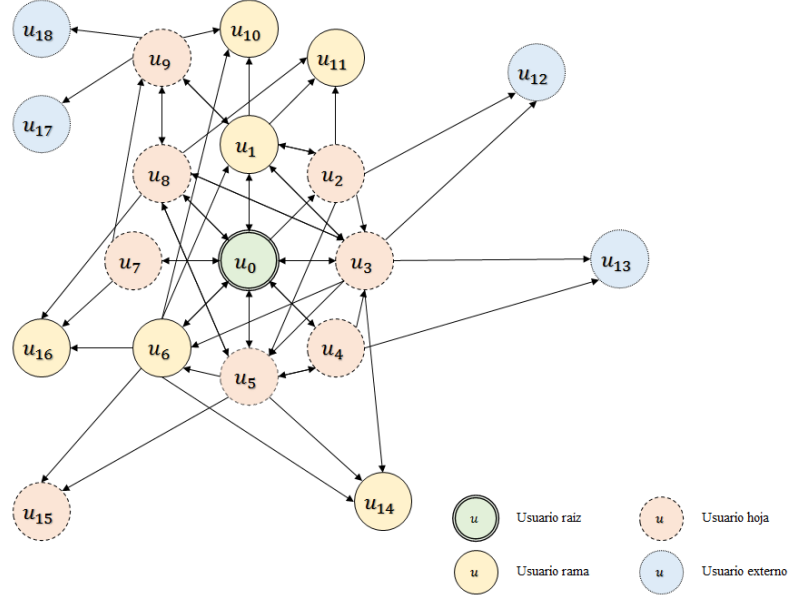 u18
u10
u9
u11
u12
u17
u1
u8
u2
u7
u0
u3
u13
u16
u6
u4
u5
u14
u15
u Usuario raiz
u Usuario hoja
u Usuario rama
u Usuario externo